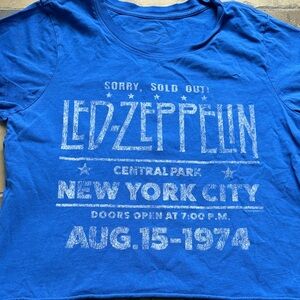 SORRY, SOLD OUT!
LED-ZEPPELIN
CENTRAL PARK
NEW YORK CITY
DOORS OPEN AT 7:00 P.M.
AUG.15-1974